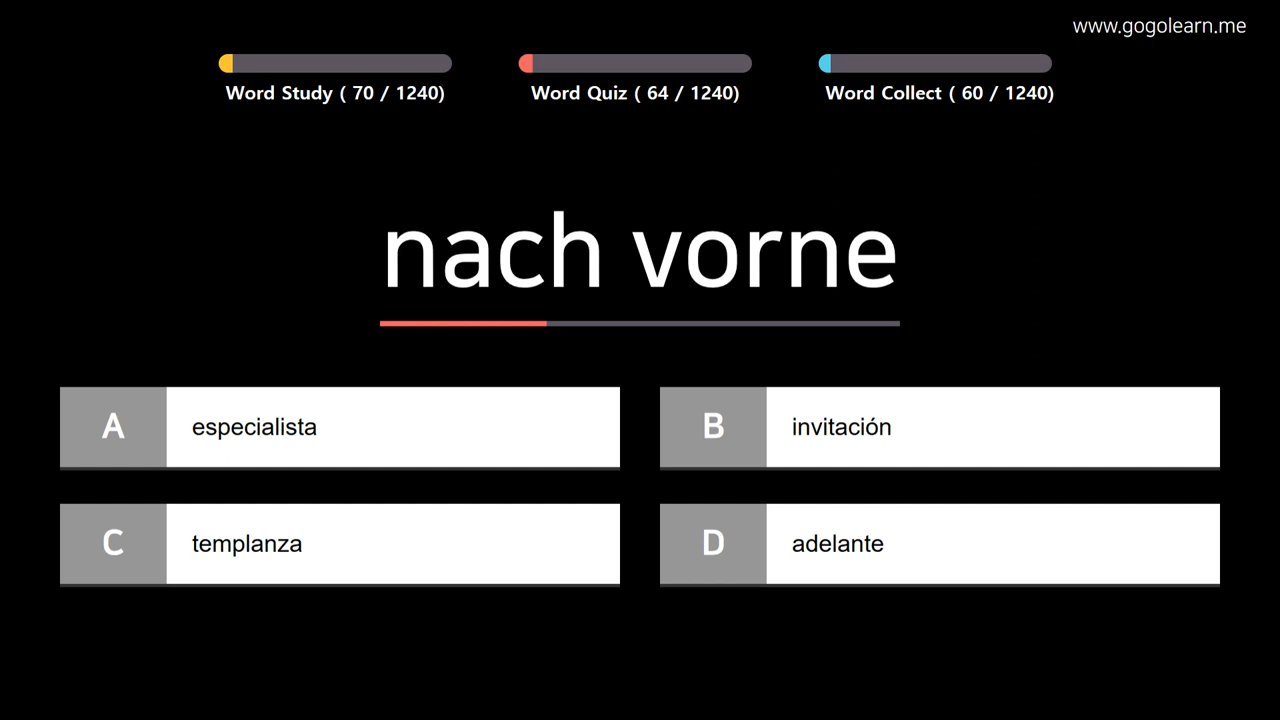 www.gogolearn.me
Word Study ( 70 / 1240)
Word Quiz ( 64 / 1240)
Word Collect ( 60 / 1240)
nach vorne
A especialista
B invitación
C templanza
D adelante